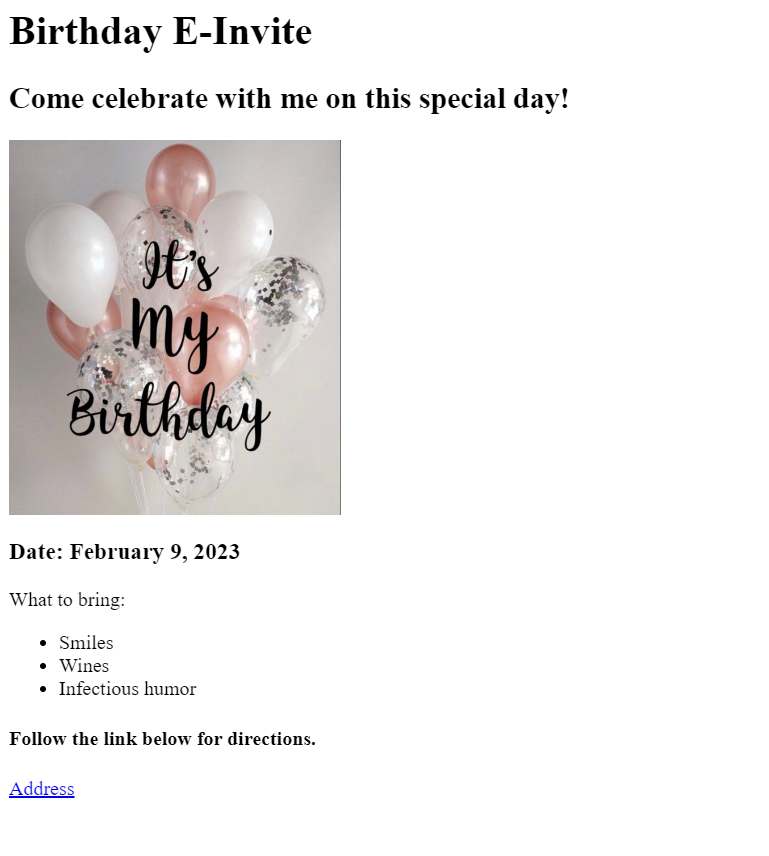 Birthday E-Invite
Come celebrate with me on this special day!
It's
My
Birthday
Date: February 9, 2023
What to bring:
Smiles
Wines
Infectious humor
Follow the link below for directions.
Address